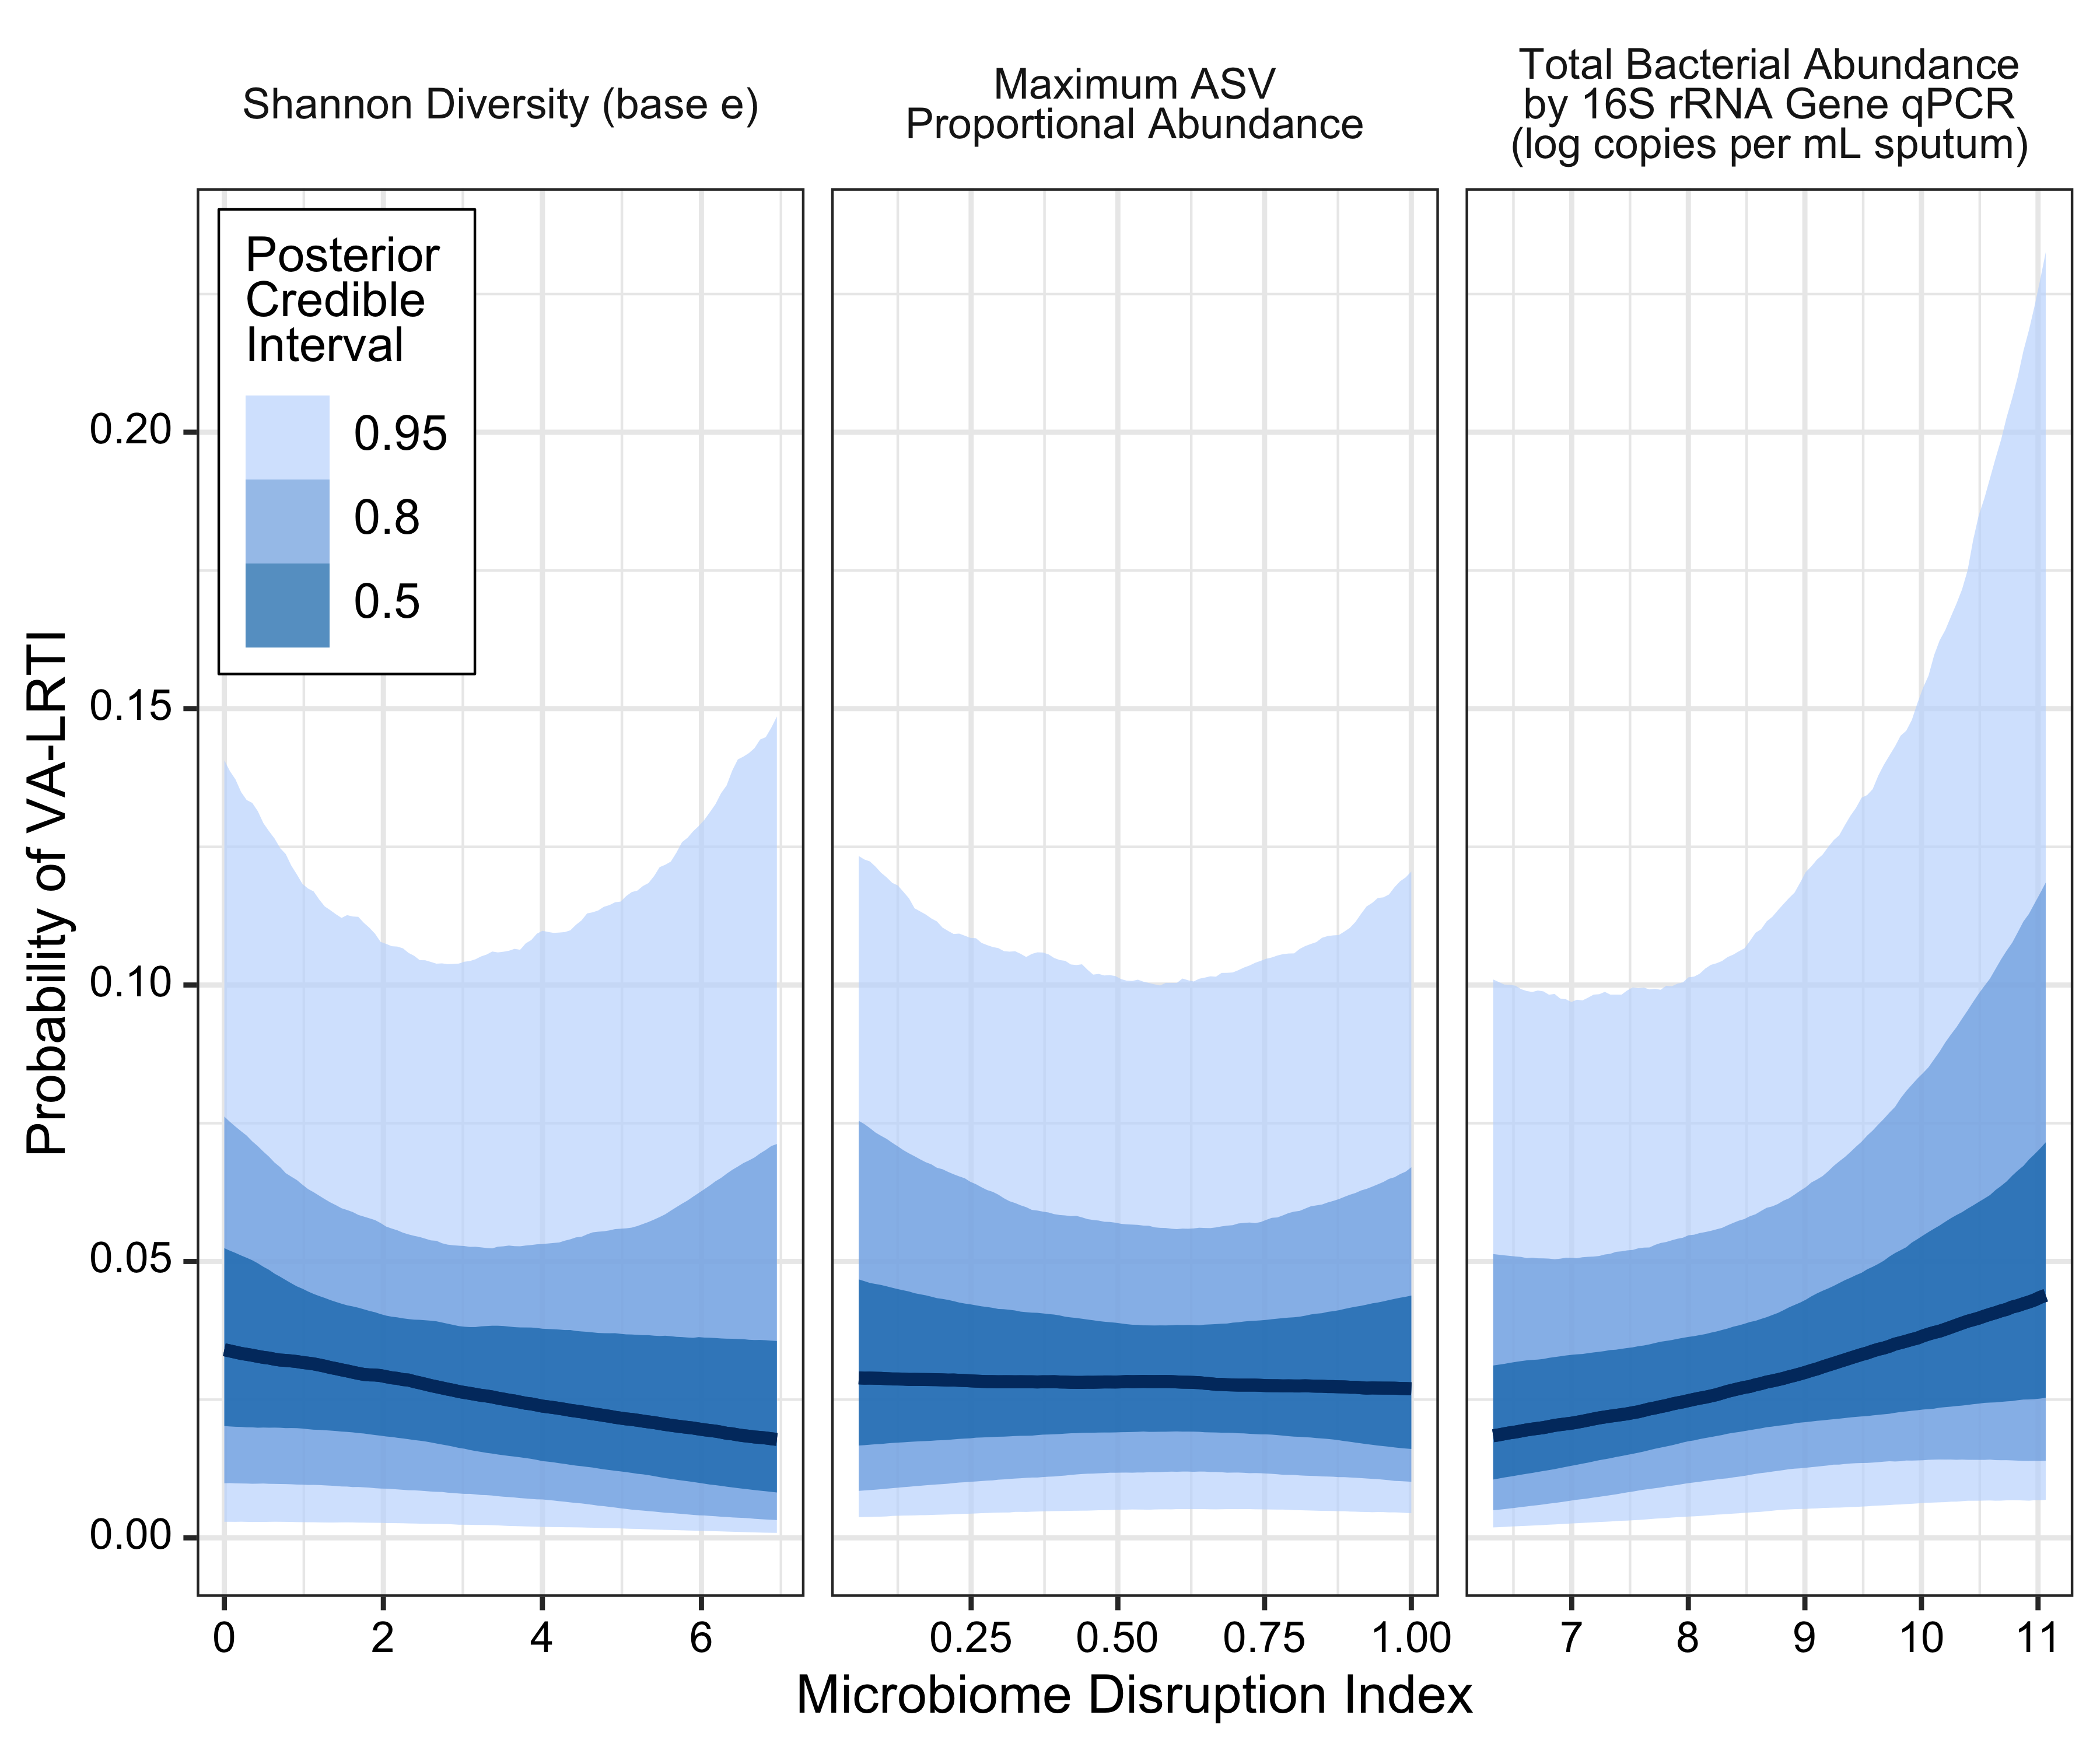 Shannon Diversity (base e)
Maximum ASV
Proportional Abundance
Total Bacterial Abundance
by 16S rRNA Gene qPCR
(log copies per mL sputum)
Posterior
Credible
Interval
0.95
0.8
0.5
Probability of VA-LRTI
0.20
0.15
0.10
0.05
0.00
0 2 4 6
0.25 0.50 0.75 1.00
7 8 9 10 11
Microbiome Disruption Index